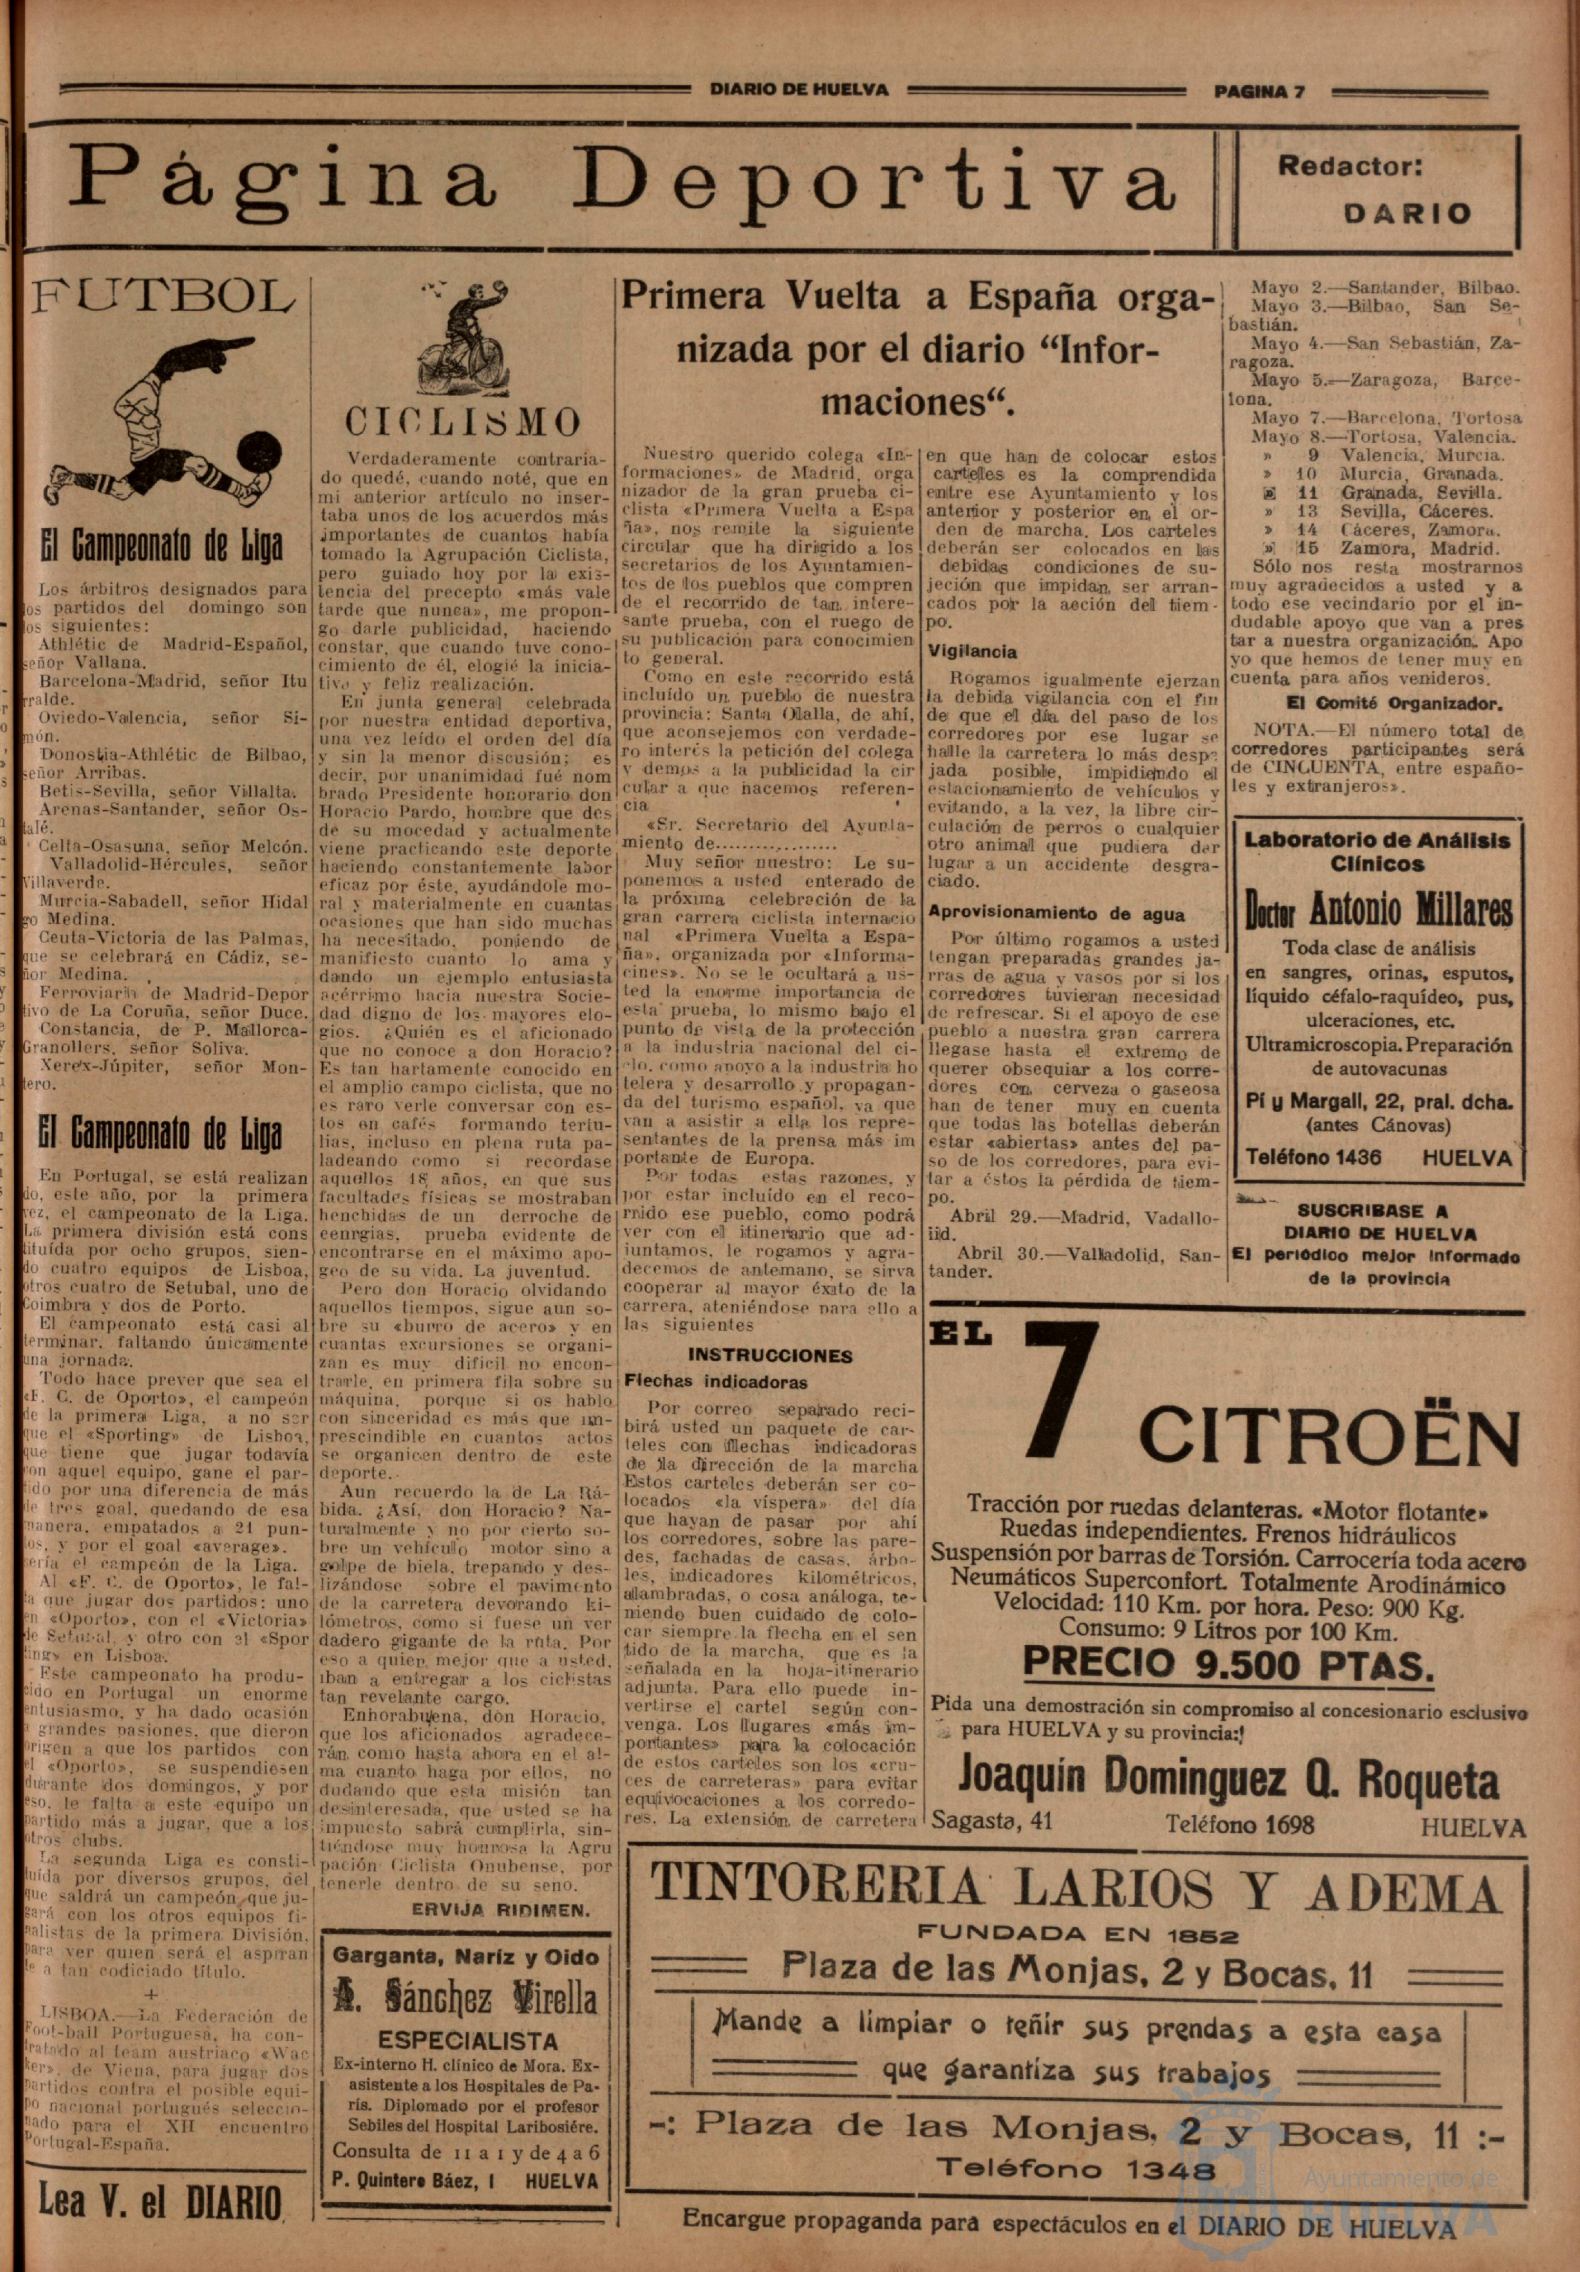 DIARIO DE HUELVA
PAGINA 7
Página Deportiva
Redactor:
DARIO
FUTBOL
El Campeonato de Liga
Los árbitros designados para
los partidos del domingo son
los siguientes:
Athlétic de Madrid-Español,
señor Vallana.
Barcelona-Madrid, señor Itu
rralde.
Oviedo-Valencia, señor Si-
món.
Donostia-Athlétic de Bilbao,
señor Arribas.
Betis-Sevilla, señor Villalta.
Arenas-Santander, señor Os-
talé.
Celta-Osasuna, señor Melcón.
Valladolid-Hércules, señor
Villaverde.
Murcia-Sabadell, señor Hidal
go Medina.
Ceuta-Victoria de las Palmas,
que se celebrará en Cádiz, se-
ñor Medina.
Ferroviaria de Madrid-Depor
tivo de La Coruña, señor Duce.
Constancia, de P. Mallorca-
Granollers, señor Soliva.
Xerex-Júpiter, señor Mon-
tero.
El Campeonato de Liga
En Portugal, se está realizan
do, este año, por la primera
vez, el campeonato de la Liga.
La primera división está cons
tituída por ocho grupos, sien-
do cuatro equipos de Lisboa,
otros cuatro de Setubal, uno de
Coimbra y dos de Porto.
El campeonato está casi al
terminar, faltando únicamente
una jornada.
Todo hace prever que sea el
«F. C. de Oporto», el campeón
de la primera Liga, a no ser
que el «Sporting» de Lisboa,
que tiene que jugar todavía
con aquel equipo, gane el par-
tido por una diferencia de más
de tres goal, quedando de esa
manera, empatados a 21 pun-
tos, y por el goal «average».
sería el campeón de la Liga.
Al «F. C. de Oporto», le fal-
ta que jugar dos partidos: uno
en «Oporto», con el «Victoria»
de Setubal, y otro con el «Spor
ting» en Lisboa.
Este campeonato ha produ-
cido en Portugal un enorme
entusiasmo, y ha dado ocasión
a grandes pasiones, que dieron
origen a que los partidos con
el «Oporto», se suspendiesen
durante dos domingos, y por
eso, le falta a este equipo un
partido más a jugar, que a los
otros clubs.
La segunda Liga es consti-
tuída por diversos grupos, del
que saldrá un campeón que ju-
gará con los otros equipos fi-
nalistas de la primera División,
para ver quien será el aspiran
te a tan codiciado título.
+
LISBOA.—La Federación de
Foot-ball Portuguesa, ha con-
tratado al team austriaco «Wac
ker», de Viena, para jugar dos
partidos contra el posible equi-
po nacional portugués seleccio-
nado para el XII encuentro
Portugal-España.
Lea V. el DIARIO
CICLISMO
Verdaderamente contraria-
do quedé, cuando noté, que en
mi anterior artículo no inser-
taba unos de los acuerdos más
importantes de cuantos había
tomado la Agrupación Ciclista,
pero guiado hoy por la exis-
tencia del precepto «más vale
tarde que nunca», me propon-
go darle publicidad, haciendo
constar, que cuando tuve cono-
cimiento de él, elogié la inicia-
tiva y feliz realización.
En junta general celebrada
por nuestra entidad deportiva,
una vez leído el orden del día
y sin la menor discusión; es
decir, por unanimidad fué nom
brado Presidente honorario don
Horacio Pardo, hombre que des
de su mocedad y actualmente
viene practicando este deporte
haciendo constantemente labor
eficaz por éste, ayudándole mo-
ral y materialmente en cuantas
ocasiones que han sido muchas
ha necesitado, poniendo de
manifiesto cuanto lo ama y
dando un ejemplo entusiasta
acérrimo hacia nuestra Socie-
dad digno de los mayores elo-
gios. ¿Quién es el aficionado
que no conoce a don Horacio?
Es tan hartamente conocido en
el amplio campo ciclista, que no
es raro verle conversar con es-
tos en cafés formando tertu-
lias, incluso en plena ruta pa-
ladeando como si recordase
aquellos 18 años, en que sus
facultades físicas se mostraban
henchidas de un derroche de
eenrgias, prueba evidente de
encontrarse en el máximo apo-
geo de su vida. La juventud.
Pero don Horacio olvidando
aquellos tiempos, sigue aun so-
bre su «burro de acero» y en
cuantas excursiones se organi-
zan es muy dificil no encon-
trarle, en primera fila sobre su
máquina, porque si os hablo
con sinceridad es más que im-
prescindible en cuantos actos
se organicen dentro de este
deporte.
Aun recuerdo la de La Rá-
bida. ¿Así, don Horacio? Na-
turalmente y no por cierto so-
bre un vehículo motor sino a
golpe de biela, trepando y des-
lizándose sobre el pavimento
de la carretera devorando ki-
lómetros, como si fuese un ver
dadero gigante de la ruta. Por
eso a quien mejor que a usted,
iban a entregar a los ciclistas
tan revelante cargo.
Enhorabuena, don Horacio,
que los aficionados agradece-
rán como hasta ahora en el al-
ma cuanto haga por ellos, no
dudando que esta misión tan
desinteresada, que usted se ha
impuesto sabrá cumplirla, sin-
tiéndose muy honrosa la Agru
pación Ciclista Onubense, por
tenerle dentro de su seno.
ERVIJA RIDIMEN.
Garganta, Nariz y Oido
A. Sánchez Virella
ESPECIALISTA
Ex-interno H. clínico de Mora. Ex-
asistente a los Hospitales de Pa-
rís. Diplomado por el profesor
Sebiles del Hospital Laribosiére.
Consulta de 11 a 1 y de 4 a 6
P. Quintero Báez, 1 HUELVA
Primera Vuelta a España orga-
nizada por el diario “Infor-
maciones“.
Nuestro querido colega «In-
formaciones» de Madrid, orga
nizador de la gran prueba ci-
clista «Primera Vuelta a Espa
ña», nos remite la siguiente
circular que ha dirigido a los
secretarios de los Ayuntamien-
tos de los pueblos que compren
de el recorrido de tan intere-
sante prueba, con el ruego de
su publicación para conocimien
to general.
Como en este recorrido está
incluído un pueblo de nuestra
provincia: Santa Olalla, de ahí,
que aconsejemos con verdade-
ro interés la petición del colega
y demos a la publicidad la cir
cular a que hacemos referen-
cia
«Sr. Secretario del Ayunta-
miento de..................
Muy señor nuestro: Le su-
ponemos a usted enterado de
la próxima celebración de la
gran carrera ciclista internacio
nal «Primera Vuelta a Espa-
ña», organizada por «Informa-
cines». No se le ocultará a us-
ted la enorme importancia de
esta prueba, lo mismo bajo el
punto de vista de la protección
a la industria nacional del ci-
clo, como apoyo a la industria ho
telera y desarrollo y propagan-
da del turismo español, ya que
van a asistir a ella los repre-
sentantes de la prensa más im
portante de Europa.
Por todas estas razones, y
por estar incluído en el reco-
rrido ese pueblo, como podrá
ver con el itinerario que ad-
juntamos, le rogamos y agra-
decemos de antemano, se sirva
cooperar al mayor éxito de la
carrera, ateniéndose para ello a
las siguientes
INSTRUCCIONES
Flechas indicadoras
Por correo separado reci-
birá usted un paquete de car-
teles con flechas indicadoras
de la dirección de la marcha
Estos carteles deberán ser co-
locados «la víspera» del día
que hayan de pasar por ahí
los corredores, sobre las pare-
des, fachadas de casas, árbo-
les, indicadores kilométricos,
alambradas, o cosa análoga, te-
niendo buen cuidado de colo-
car siempre la flecha en el sen
tido de la marcha, que es la
señalada en la hoja-itinerario
adjunta. Para ello puede in-
vertirse el cartel según con-
venga. Los lugares «más im-
portantes» para la colocación
de estos carteles son los «cru-
ces de carreteras» para evitar
equivocaciones a los corredo-
res. La extensión de carretera
en que han de colocar estos
carteles es la comprendida
entre ese Ayuntamiento y los
anterior y posterior en el or-
den de marcha. Los carteles
deberán ser colocados en las
debidas condiciones de su-
jeción que impidan ser arran-
cados por la acción del tiem-
po.
Vigilancia
Rogamos igualmente ejerzan
la debida vigilancia con el fin
de que el día del paso de los
corredores por ese lugar se
halle la carretera lo más despe
jada posible, impidiendo el
estacionamiento de vehículos y
evitando, a la vez, la libre cir-
culación de perros o cualquier
otro animal que pudiera der
lugar a un accidente desgra-
ciado.
Aprovisionamiento de agua
Por último rogamos a usted
tengan preparadas grandes ja-
rras de agua y vasos por si los
corredores tuvieran necesidad
de refrescar. Si el apoyo de ese
pueblo a nuestra gran carrera
llegase hasta el extremo de
querer obsequiar a los corre-
dores con cerveza o gaseosa
han de tener muy en cuenta
que todas las botellas deberán
estar «abiertas» antes del pa-
so de los corredores, para evi-
tar a éstos la pérdida de tiem-
po.
Abril 29.—Madrid, Vadallo-
iid.
Abril 30.—Valladolid, San-
tander.
Mayo 2.—Santander, Bilbao.
Mayo 3.—Bilbao, San Se-
bastián.
Mayo 4.—San Sebastián, Za-
ragoza.
Mayo 5.—Zaragoza, Barce-
lona.
Mayo 7.—Barcelona, Tortosa
Mayo 8.—Tortosa, Valencia.
» 9 Valencia, Murcia.
» 10 Murcia, Granada.
» 11 Granada, Sevilla.
» 13 Sevilla, Cáceres.
» 14 Cáceres, Zamora.
» 15 Zamora, Madrid.
Sólo nos resta mostrarnos
muy agradecidos a usted y a
todo ese vecindario por el in-
dudable apoyo que van a pres
tar a nuestra organización. Apo
yo que hemos de tener muy en
cuenta para años venideros.
El Comité Organizador.
NOTA.—El número total de
corredores participantes será
de CINCUENTA, entre españo-
les y extranjeros».
Laboratorio de Análisis
Clínicos
Doctor Antonio Millares
Toda clase de análisis
en sangres, orinas, esputos,
líquido céfalo-raquídeo, pus,
ulceraciones, etc.
Ultramicroscopia. Preparación
de autovacunas
Pí y Margall, 22, pral. dcha.
(antes Cánovas)
Teléfono 1436 HUELVA
SUSCRIBASE A
DIARIO DE HUELVA
El periódico mejor informado
de la provincia
EL 7 CITROËN
Tracción por ruedas delanteras. «Motor flotante»
Ruedas independientes. Frenos hidráulicos
Suspensión por barras de Torsión. Carrocería toda acero
Neumáticos Superconfort. Totalmente Arodinámico
Velocidad: 110 Km. por hora. Peso: 900 Kg.
Consumo: 9 Litros por 100 Km.
PRECIO 9.500 PTAS.
Pida una demostración sin compromiso al concesionario esclusivo
para HUELVA y su provincia:
Joaquín Dominguez O. Roqueta
Sagasta, 41 Teléfono 1698 HUELVA
TINTORERIA LARIOS Y ADEMA
FUNDADA EN 1852
Plaza de las Monjas, 2 y Bocas, 11
Mande a limpiar o teñir sus prendas a esta casa
que garantiza sus trabajos
-: Plaza de las Monjas, 2 y Bocas, 11 :-
Teléfono 1348
Encargue propaganda para espectáculos en el DIARIO DE HUELVA
Ayuntamiento de
HUELVA